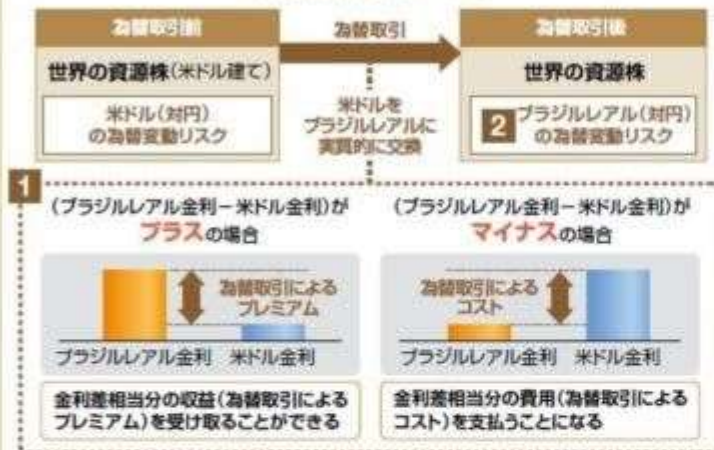 為替取引前
為替取引
為替取引後
世界の資源株(米ドル建て)
世界の資源株
米ドル(対円)
の為替変動リスク
米ドルを
ブラジルレアルに
実質的に交換
2 ブラジルレアル(対円)
の為替変動リスク
1
(ブラジルレアル金利－米ドル金利)が
プラスの場合
(ブラジルレアル金利－米ドル金利)が
マイナスの場合
為替取引による
プレミアム
為替取引による
コスト
ブラジルレアル金利 米ドル金利
ブラジルレアル金利 米ドル金利
金利差相当分の収益(為替取引による
プレミアム)を受け取ることができる
金利差相当分の費用(為替取引による
コスト)を支払うことになる